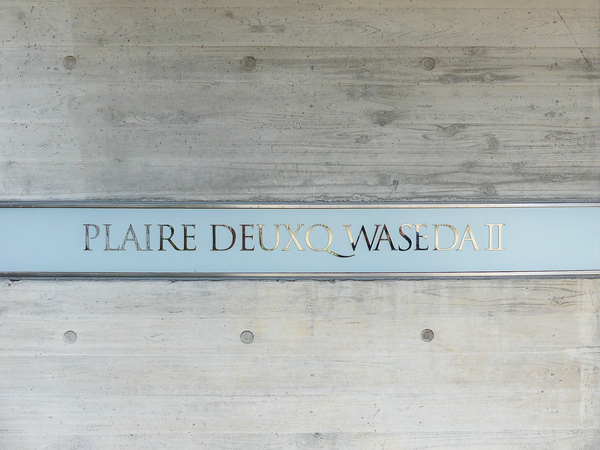 PLAIRE DEUXQ WASEDA II